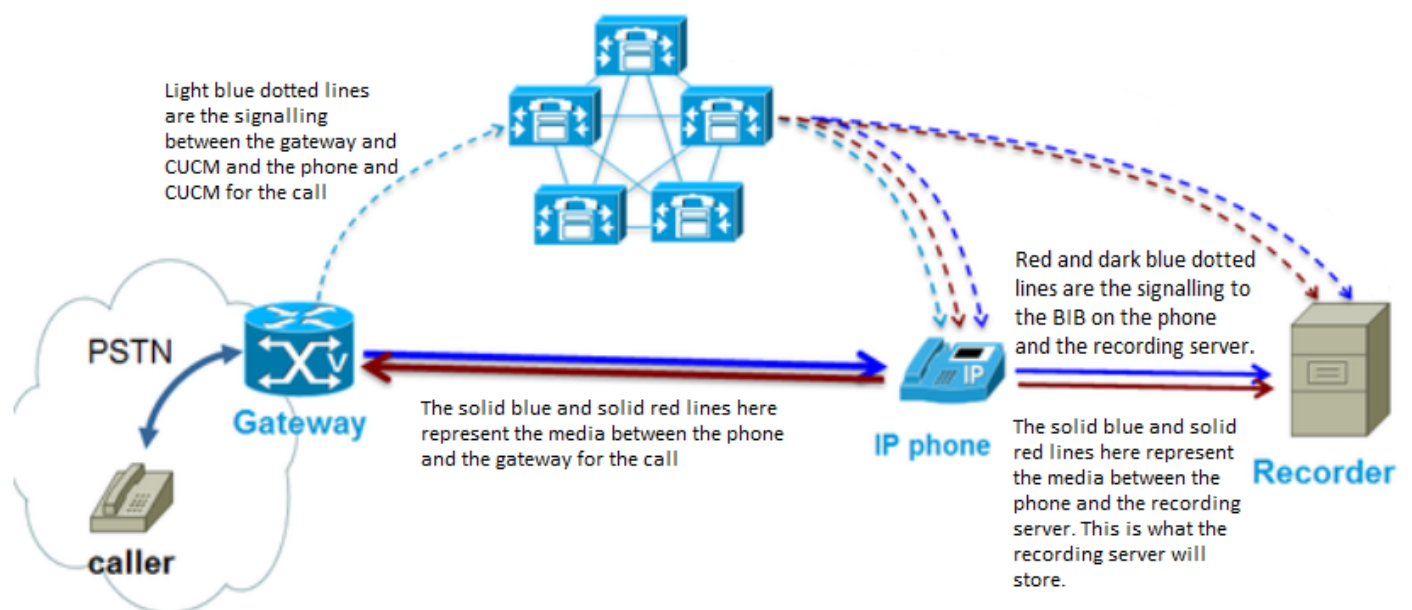 Light blue dotted lines
are the signalling
between the gateway and
CUCM and the phone and
CUCM for the call
PSTN
V
Gateway
caller
The solid blue and solid red lines here
represent the media between the phone
and the gateway for the call
IP
IP phone
Red and dark blue dotted
lines are the signalling to
the BIB on the phone
and the recording server.
The solid blue and solid
red lines here represent
the media between the
phone and the recording
server. This is what the
recording server will
store.
Recorder